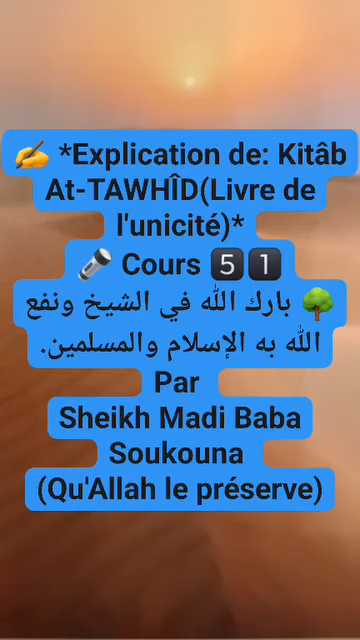 ✍️ *Explication de: Kitâb
At-TAWHÎD(Livre de
l'unicité)*
🔦 Cours 5️⃣1️⃣
🌳 بارك الله في الشيخ ونفع
الله به الإسلام والمسلمين.
Par
Sheikh Madi Baba
Soukouna
(Qu'Allah le préserve)